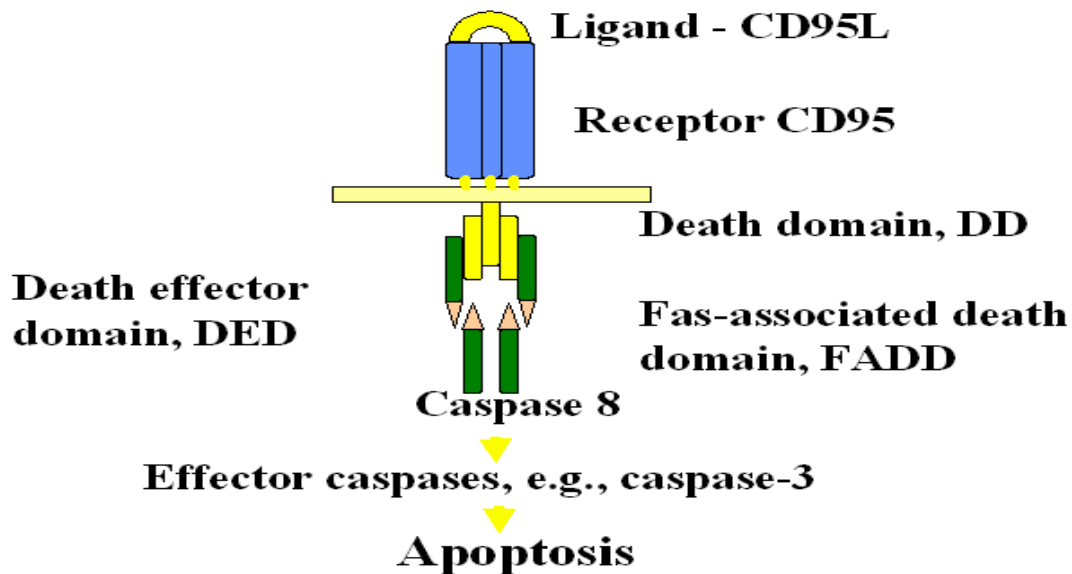 Ligand - CD95L
Receptor CD95
Death domain, DD
Death effector
domain, DED
Fas-associated death
domain, FADD
Caspase 8
Effector caspases, e.g., caspase-3
Apoptosis